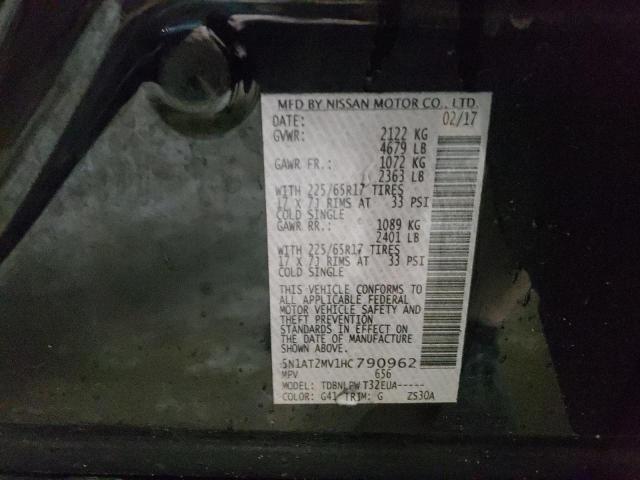 MFD BY NISSAN MOTOR CO., LTD.
DATE: 02/17
GVWR: 2122 KG
4679 LB
GAWR FR.: 1072 KG
2363 LB
WITH 225/65R17 TIRES
17 X 7J RIMS AT 33 PSI
COLD SINGLE
GAWR RR.: 1089 KG
2401 LB
WITH 225/65R17 TIRES
17 X 7J RIMS AT 33 PSI
COLD SINGLE
THIS VEHICLE CONFORMS TO
ALL APPLICABLE FEDERAL
MOTOR VEHICLE SAFETY AND
THEFT PREVENTION
STANDARDS IN EFFECT ON
THE DATE OF MANUFACTURE
SHOWN ABOVE
5N1AT2MV1HC790962
MPV 656
MODEL: TDBNLPW T32EUA-----
COLOR: G41 TRIM: G ZS30A